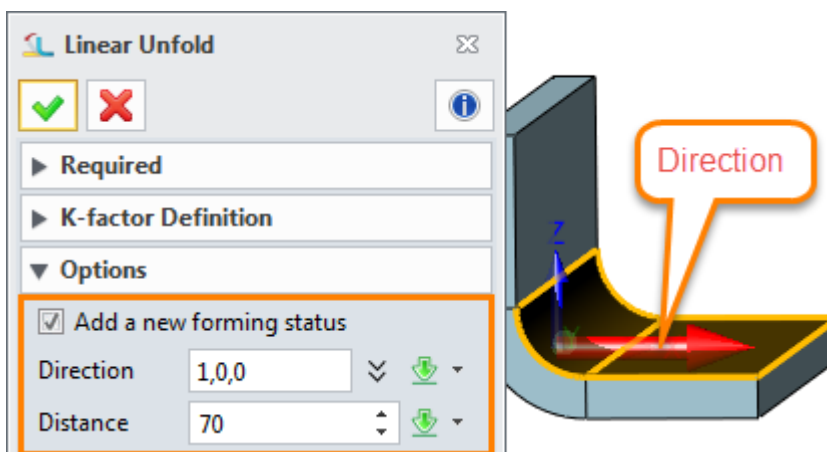 Linear Unfold
Required
K-factor Definition
Options
Add a new forming status
Direction 1,0,0
Distance 70
Direction
Z
Y